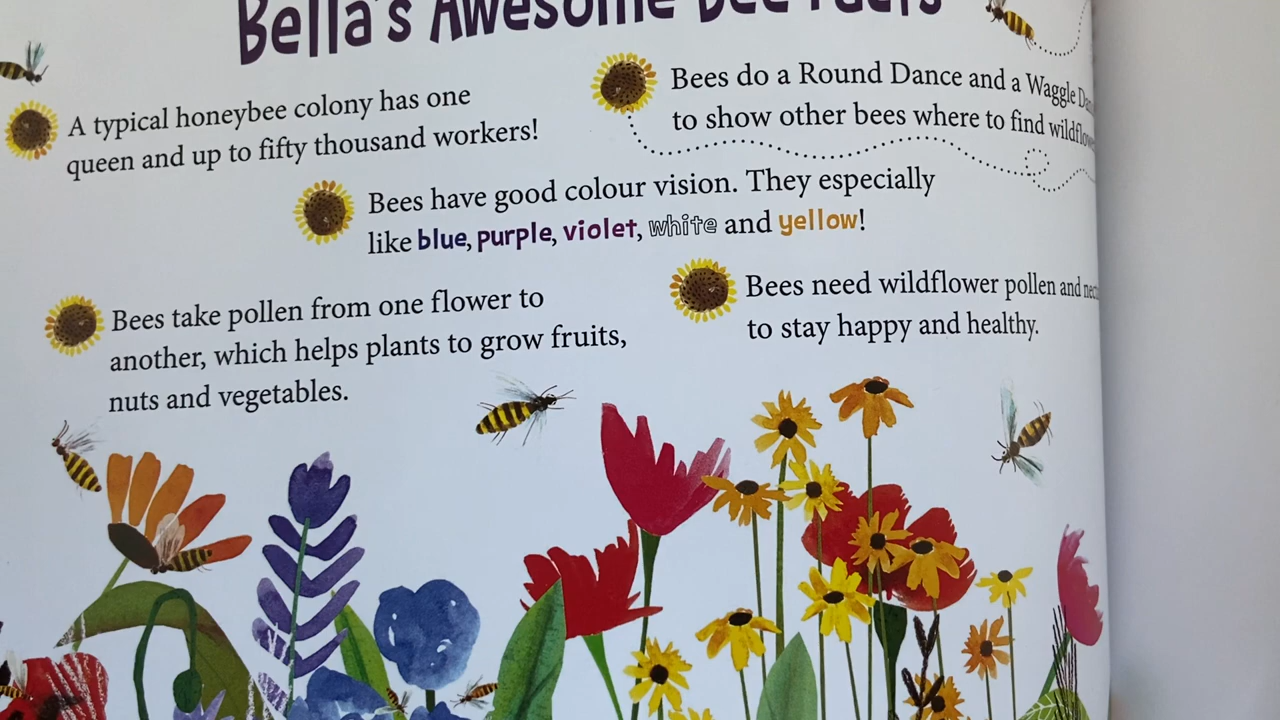 Bella's Awesome Bee Facts
A typical honeybee colony has one
queen and up to fifty thousand workers!
Bees do a Round Dance and a Waggle
to show other bees where to find
Bees have good colour vision. They especially
like blue, purple, violet, white and yellow!
Bees take pollen from one flower to
another, which helps plants to grow fruits,
nuts and vegetables.
Bees need wildflower pollen and
to stay happy and healthy.